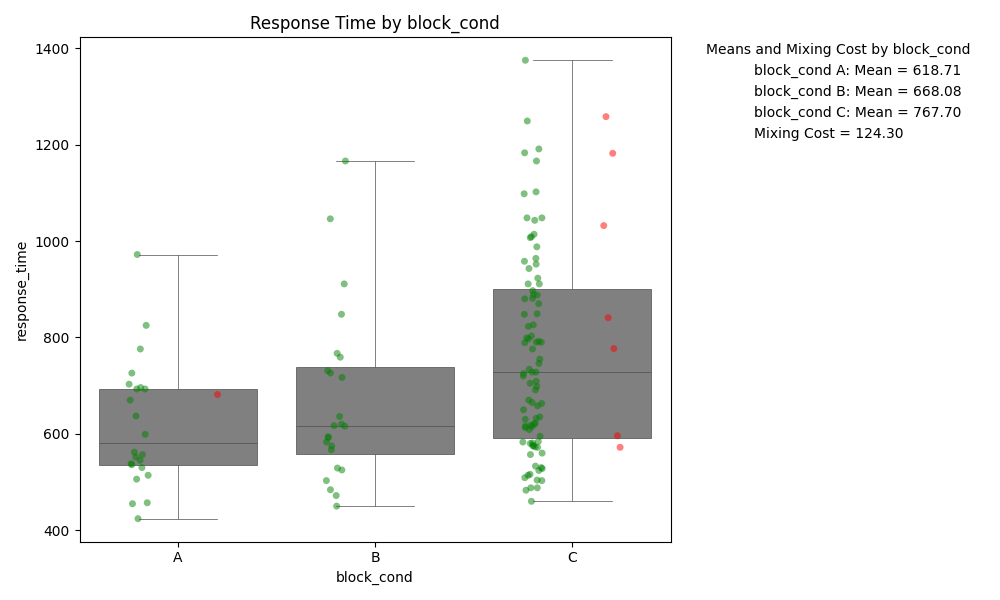 Response Time by block_cond
Means and Mixing Cost by block_cond
block_cond A: Mean = 618.71
block_cond B: Mean = 668.08
block_cond C: Mean = 767.70
Mixing Cost = 124.30
response_time
1400
1200
1000
800
600
400
A
B
C
block_cond